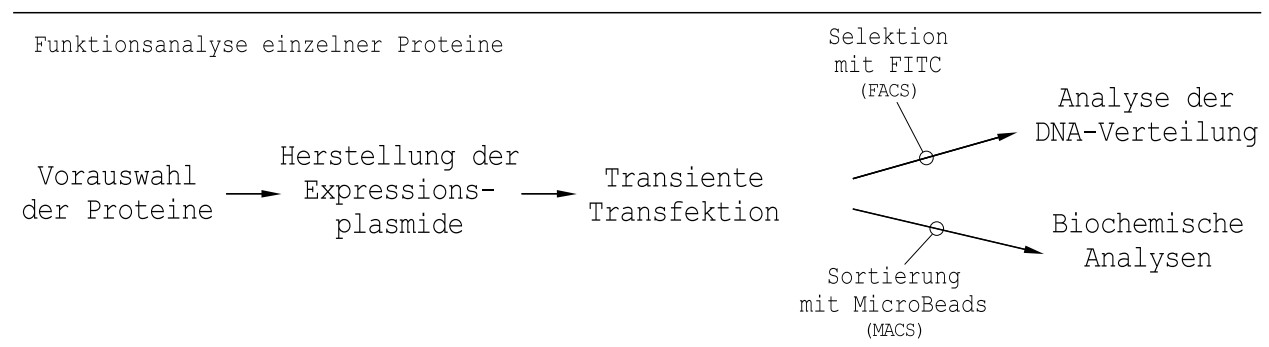 Funktionsanalyse einzelner Proteine
Vorauswahl
der Proteine
Herstellung der
Expressions-
plasmide
Transiente
Transfektion
Selektion
mit FITC
(FACS)
Analyse der
DNA-Verteilung
Sortierung
mit MicroBeads
(MACS)
Biochemische
Analysen